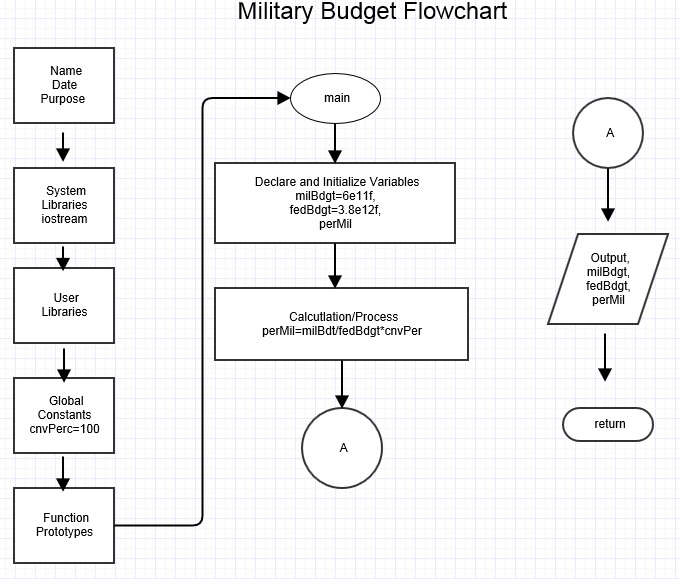 Military Budget Flowchart
Name
Date
Purpose
System
Libraries
iostream
User
Libraries
Global
Constants
cnvPerc=100
Function
Prototypes
main
Declare and Initialize Variables
milBdgt=6e11f,
fedBdgt=3.8e12f,
perMil
Calcutlation/Process
perMil=milBdt/fedBdgt*cnvPer
A
A
Output,
milBdgt,
fedBdgt,
perMil
return